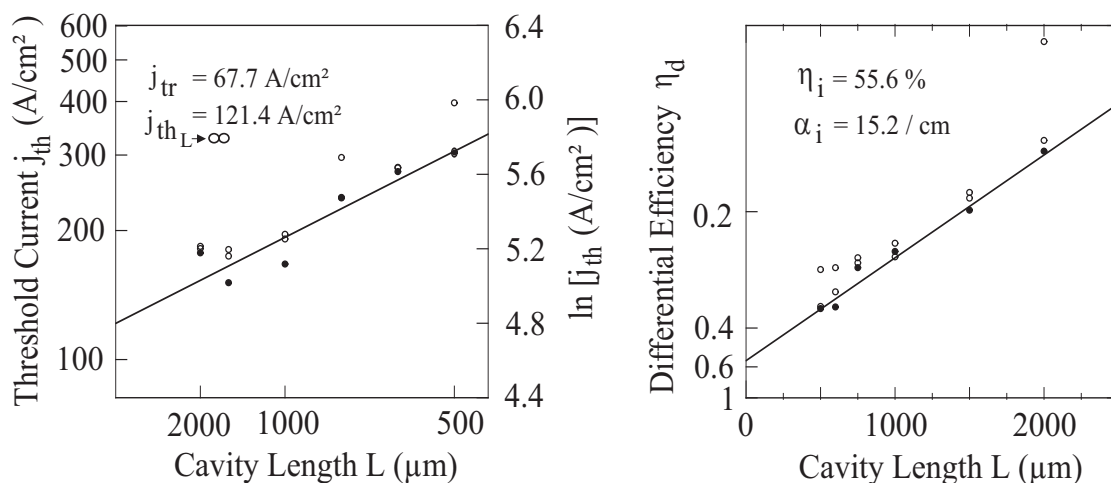 Threshold Current j_th (A/cm²)
600
500
400
300
200
100
j_tr = 67.7 A/cm²
j_th_L→∞ = 121.4 A/cm²
6.4
6.0
5.6
5.2
4.8
4.4
ln [j_th (A/cm²)]
2000 1000 500
Cavity Length L (µm)
Differential Efficiency η_d
0.2
0.4
0.6
1
η_i = 55.6 %
α_i = 15.2 / cm
0 1000 2000
Cavity Length L (µm)